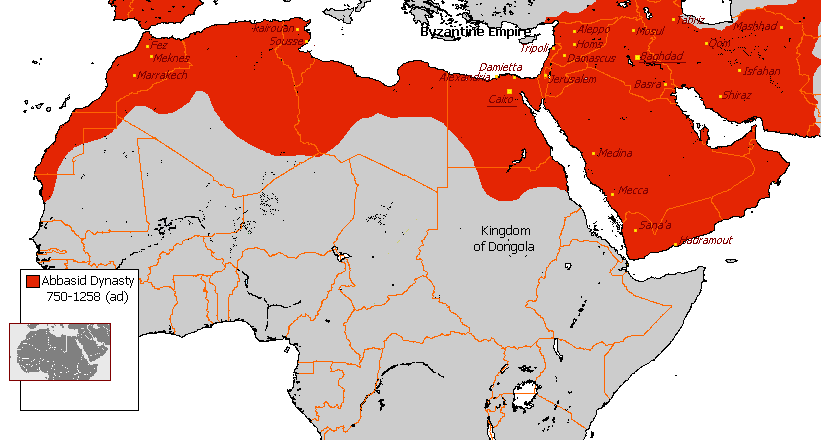 Byzantine Empire
Kairouan
Sousse
Fez
Meknes
Marrakech
Tripoli
Aleppo
Homs
Damascus
Mosul
Tabriz
Baghdad
Qom
Mashhad
Isfahan
Basra
Shiraz
Jerusalem
Damietta
Alexandria
Cairo
Medina
Mecca
Sana'a
Hadramout
Kingdom
of Dongola
Abbasid Dynasty
750-1258 (ad)